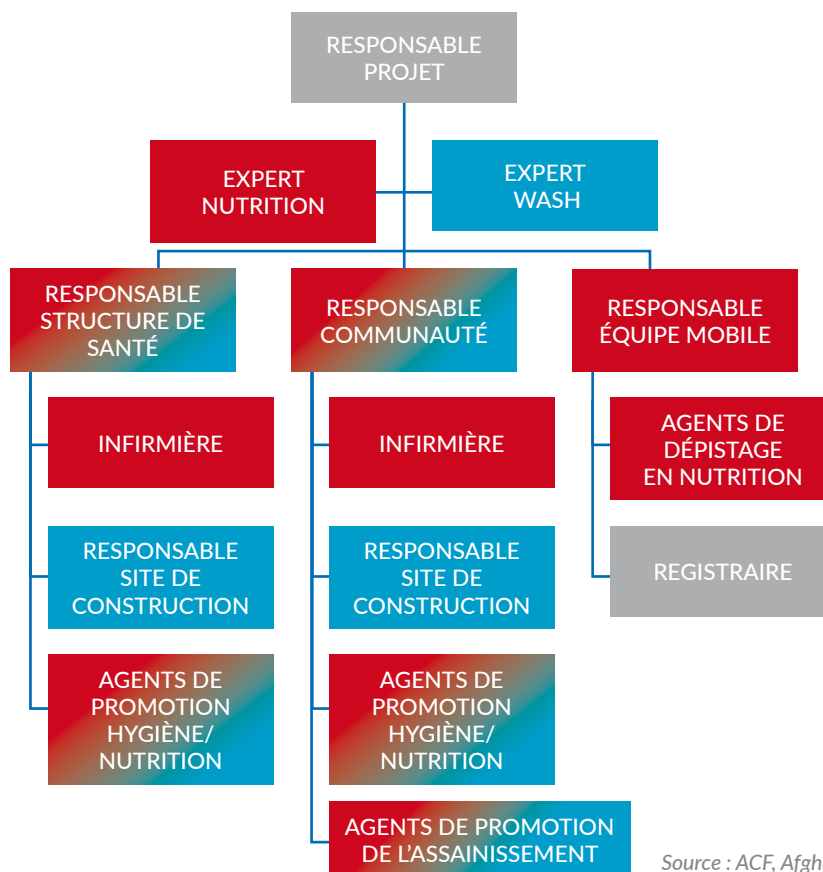 RESPONSABLE
PROJET
EXPERT
NUTRITION
EXPERT
WASH
RESPONSABLE
STRUCTURE DE
SANTÉ
RESPONSABLE
COMMUNAUTÉ
RESPONSABLE
ÉQUIPE MOBILE
INFIRMIÈRE
INFIRMIÈRE
AGENTS DE
DÉPISTAGE
EN NUTRITION
RESPONSABLE
SITE DE
CONSTRUCTION
RESPONSABLE
SITE DE
CONSTRUCTION
REGISTRAIRE
AGENTS DE
PROMOTION
HYGIÈNE/
NUTRITION
AGENTS DE
PROMOTION
HYGIÈNE/
NUTRITION
AGENTS DE PROMOTION
DE L'ASSAINISSEMENT
Source : ACF,